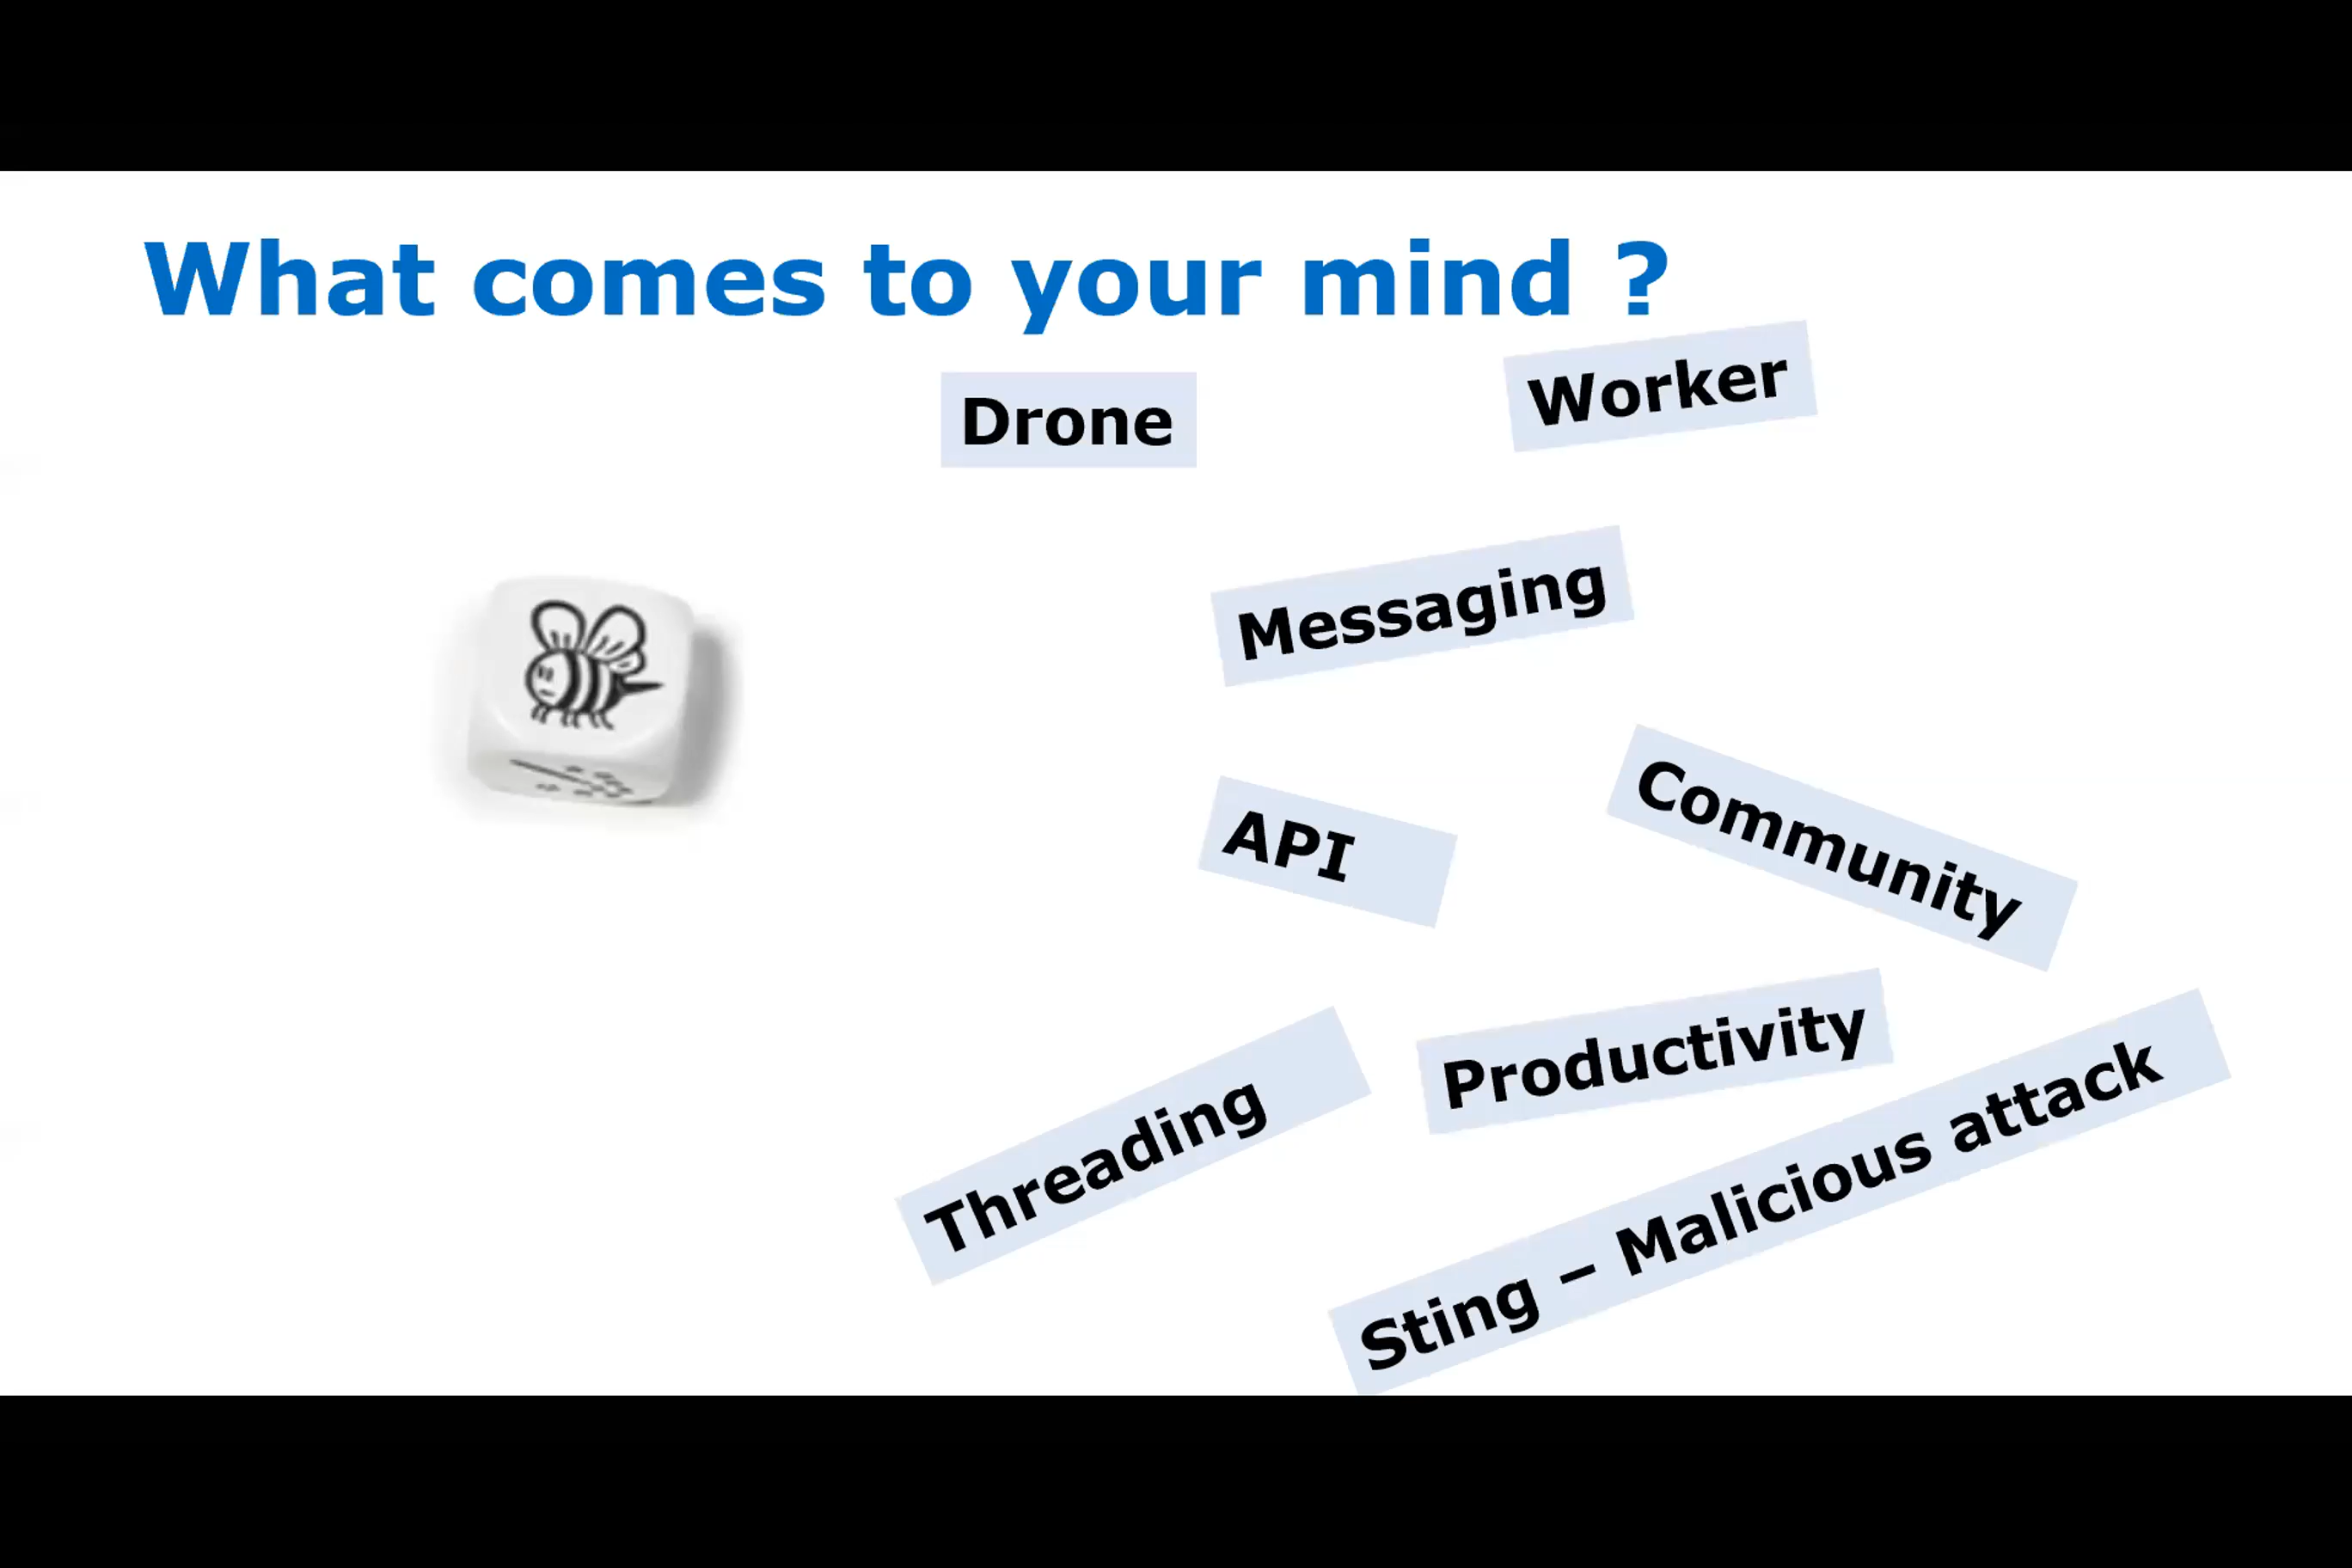 What comes to your mind ?
Drone
Worker
Messaging
Community
API
Productivity
Threading
Sting – Malicious attack